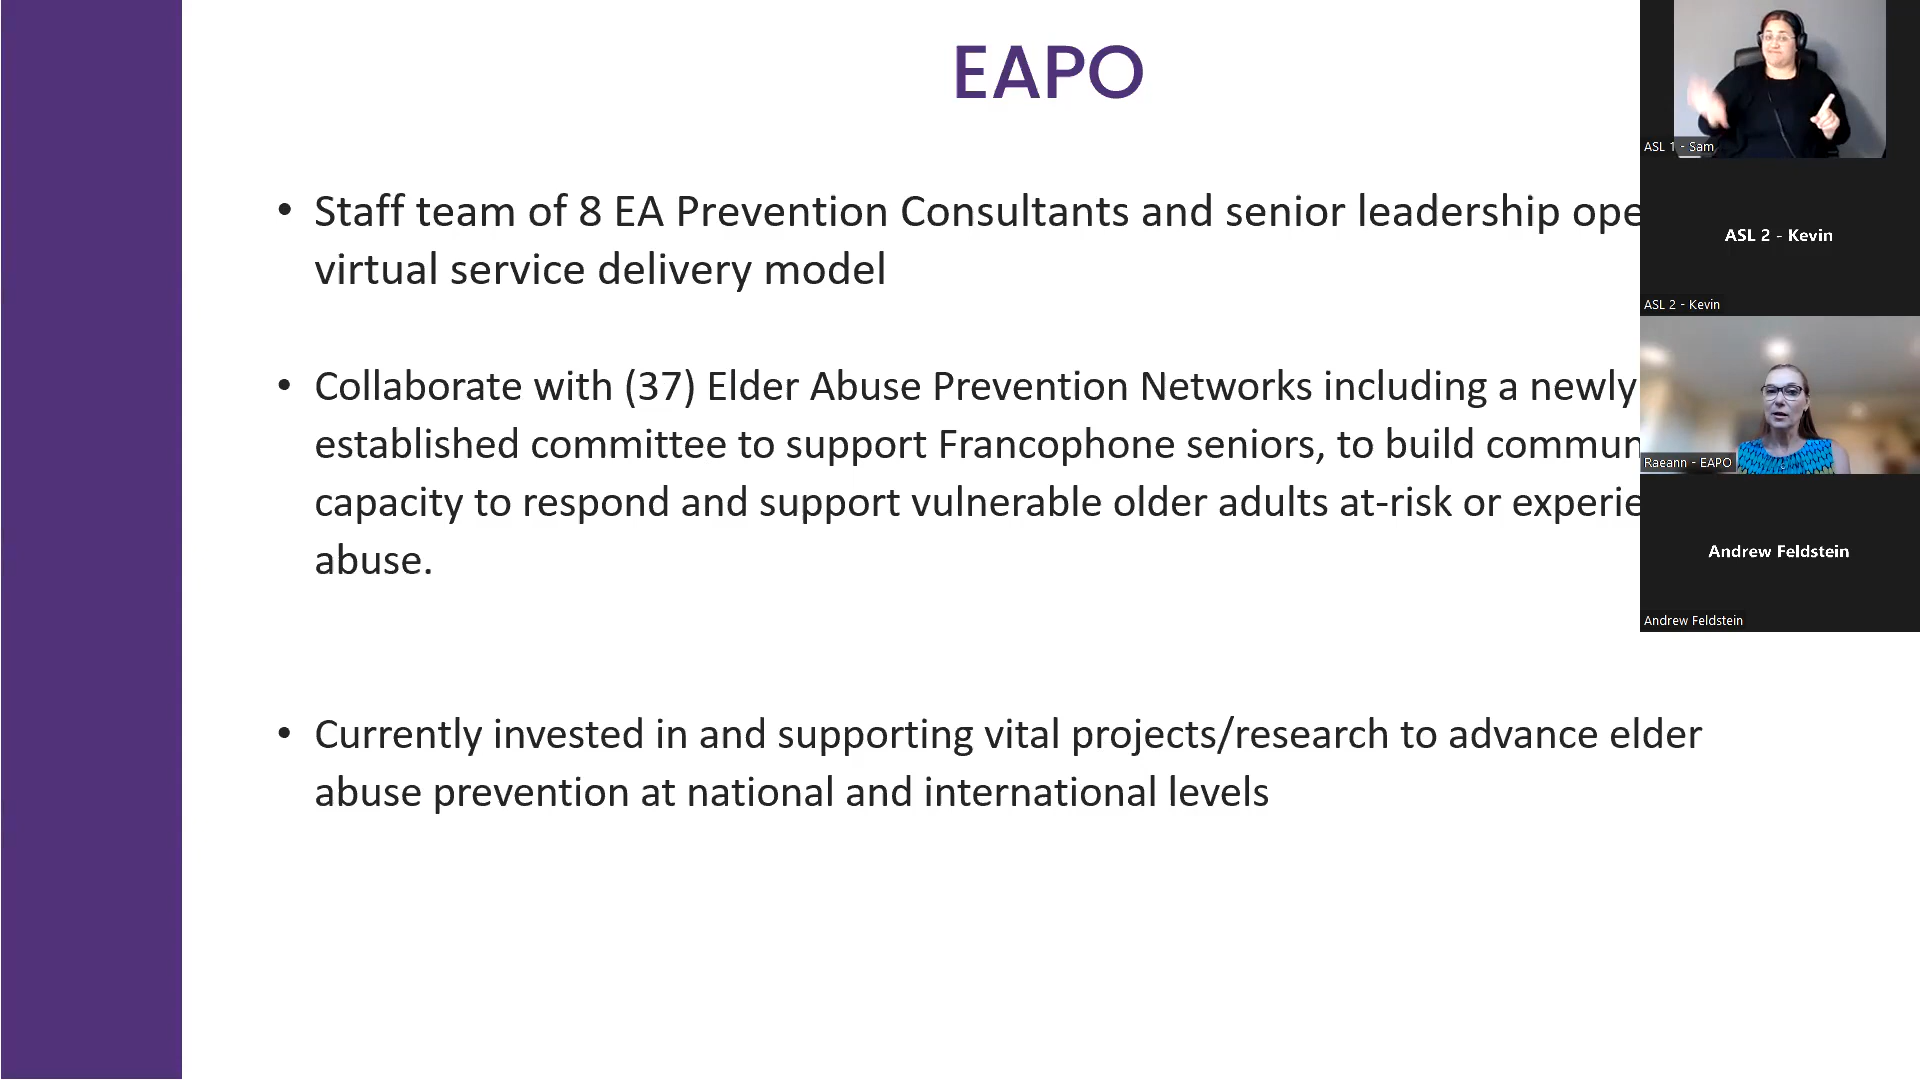 EAPO
• Staff team of 8 EA Prevention Consultants and senior leadership
virtual service delivery model
• Collaborate with (37) Elder Abuse Prevention Networks including a newly
established committee to support Francophone seniors, to build
capacity to respond and support vulnerable older adults at-risk or
abuse.
• Currently invested in and supporting vital projects/research to advance elder
abuse prevention at national and international levels
ASL 1 - Sam
ASL 2 - Kevin
ASL 2 - Kevin
Raeann - EAPO
Andrew Feldstein
Andrew Feldstein